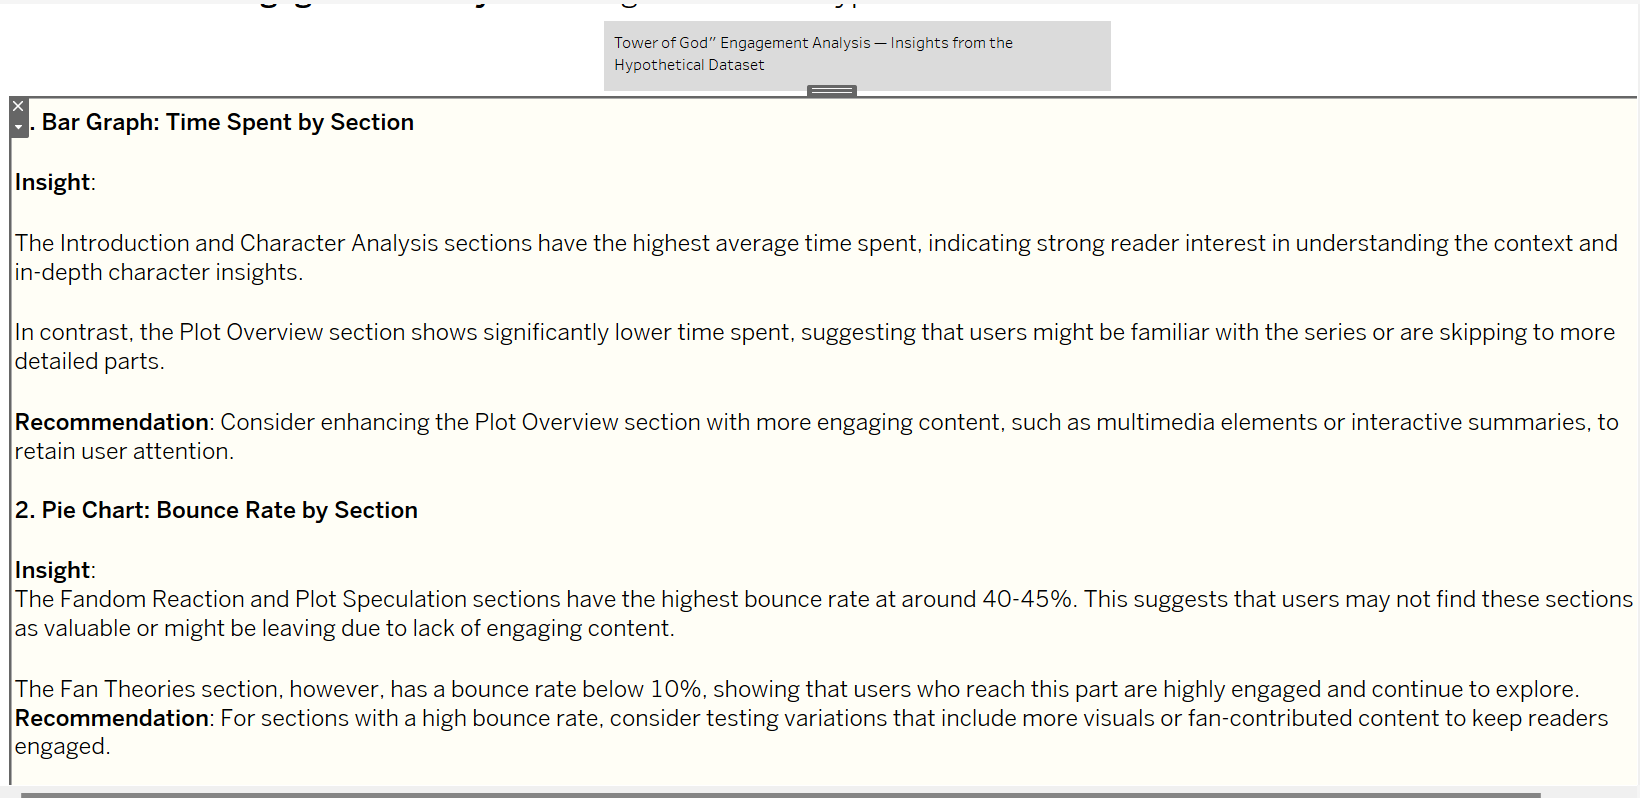 Tower of God” Engagement Analysis — Insights from the
Hypothetical Dataset
. Bar Graph: Time Spent by Section
Insight:
The Introduction and Character Analysis sections have the highest average time spent, indicating strong reader interest in understanding the context and
in-depth character insights.
In contrast, the Plot Overview section shows significantly lower time spent, suggesting that users might be familiar with the series or are skipping to more
detailed parts.
Recommendation: Consider enhancing the Plot Overview section with more engaging content, such as multimedia elements or interactive summaries, to
retain user attention.
2. Pie Chart: Bounce Rate by Section
Insight:
The Fandom Reaction and Plot Speculation sections have the highest bounce rate at around 40-45%. This suggests that users may not find these sections
as valuable or might be leaving due to lack of engaging content.
The Fan Theories section, however, has a bounce rate below 10%, showing that users who reach this part are highly engaged and continue to explore.
Recommendation: For sections with a high bounce rate, consider testing variations that include more visuals or fan-contributed content to keep readers
engaged.